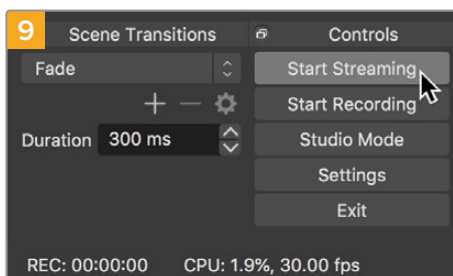 9
Scene Transitions
Controls
Fade
Start Streaming
Start Recording
Duration 300 ms
Studio Mode
Settings
Exit
REC: 00:00:00 CPU: 1.9%, 30.00 fps